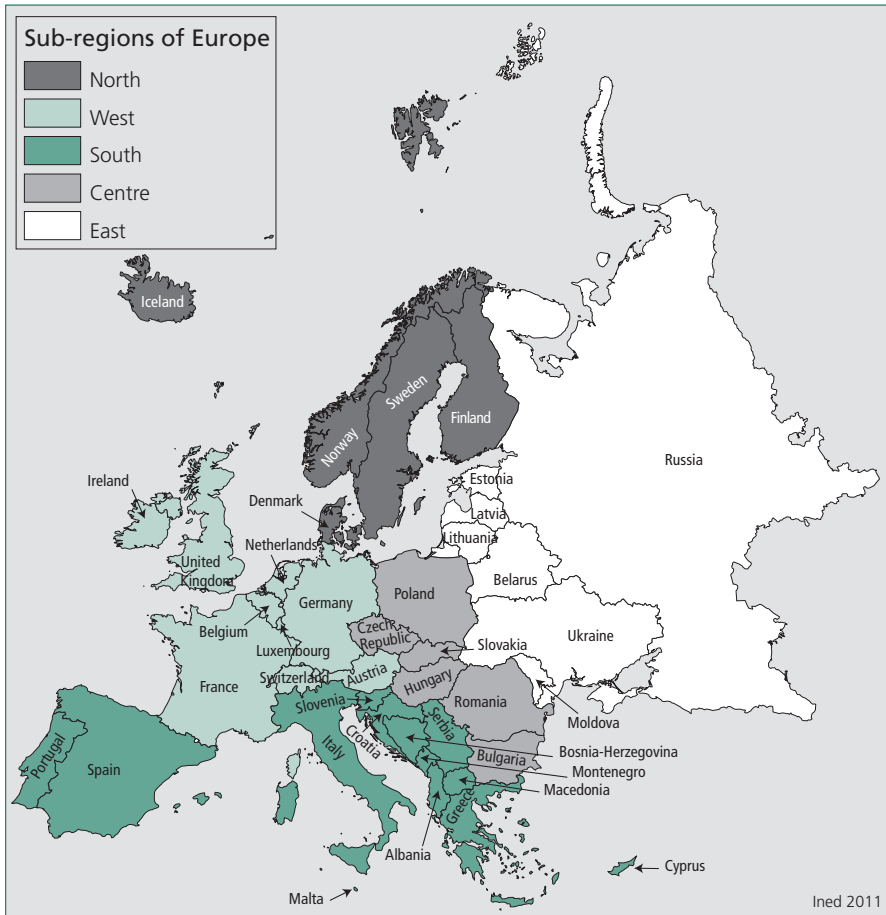 Sub-regions of Europe
North
West
South
Centre
East
Iceland
Norway
Sweden
Finland
Russia
Estonia
Latvia
Lithuania
Denmark
Ireland
United
Kingdom
Netherlands
Belarus
Poland
Germany
Belgium
Luxembourg
Czech
Republic
Slovakia
Ukraine
France
Switzerland
Austria
Hungary
Romania
Moldova
Slovenia
Croatia
Serbia
Bosnia-Herzegovina
Bulgaria
Montenegro
Macedonia
Portugal
Spain
Italy
Greece
Albania
Malta
Cyprus
Ined 2011